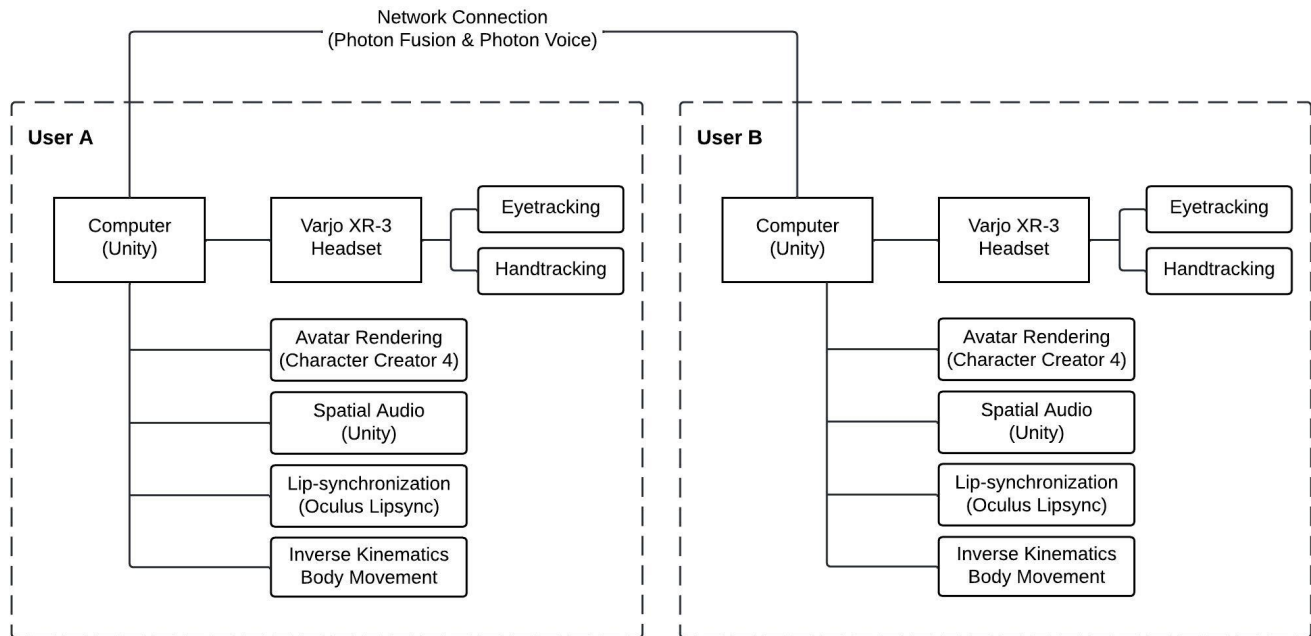 Network Connection
(Photon Fusion & Photon Voice)
User A
Computer
(Unity)
Varjo XR-3
Headset
Eyetracking
Handtracking
Avatar Rendering
(Character Creator 4)
Spatial Audio
(Unity)
Lip-synchronization
(Oculus Lipsync)
Inverse Kinematics
Body Movement
User B
Computer
(Unity)
Varjo XR-3
Headset
Eyetracking
Handtracking
Avatar Rendering
(Character Creator 4)
Spatial Audio
(Unity)
Lip-synchronization
(Oculus Lipsync)
Inverse Kinematics
Body Movement